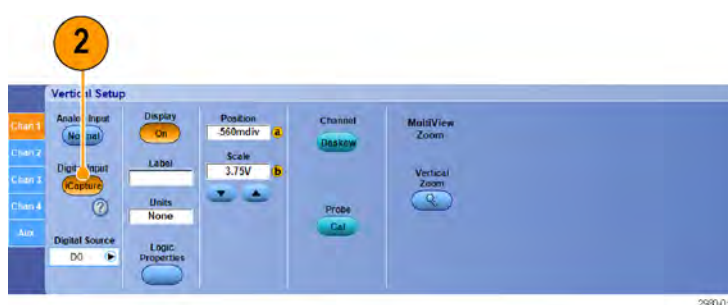 2
Vertical Setup
Chan 1
Chan 2
Chan 3
Chan 4
Aux
Analog Input
Normal
Digital Input
iCapture
?
Digital Source
D0
Display
On
Label
Units
None
Logic
Properties
Position
-560mdiv
a
Scale
3.75V
b
Channel
Deskew
Probe
Cal
MultiView
Zoom
Vertical
Zoom